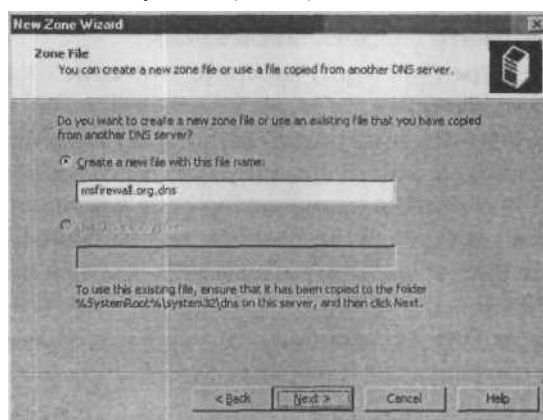 New Zone Wizard
Zone File
You can create a new zone file or use a file copied from another DNS server.
Do you want to create a new zone file or use an existing file that you have copied
from another DNS server?
Create a new file with this file name:
msfirewall.org.dns
To use this existing file, ensure that it has been copied to the folder
%SystemRoot%\system32\dns on this server, and then click Next.
< Back
Next >
Cancel
Help